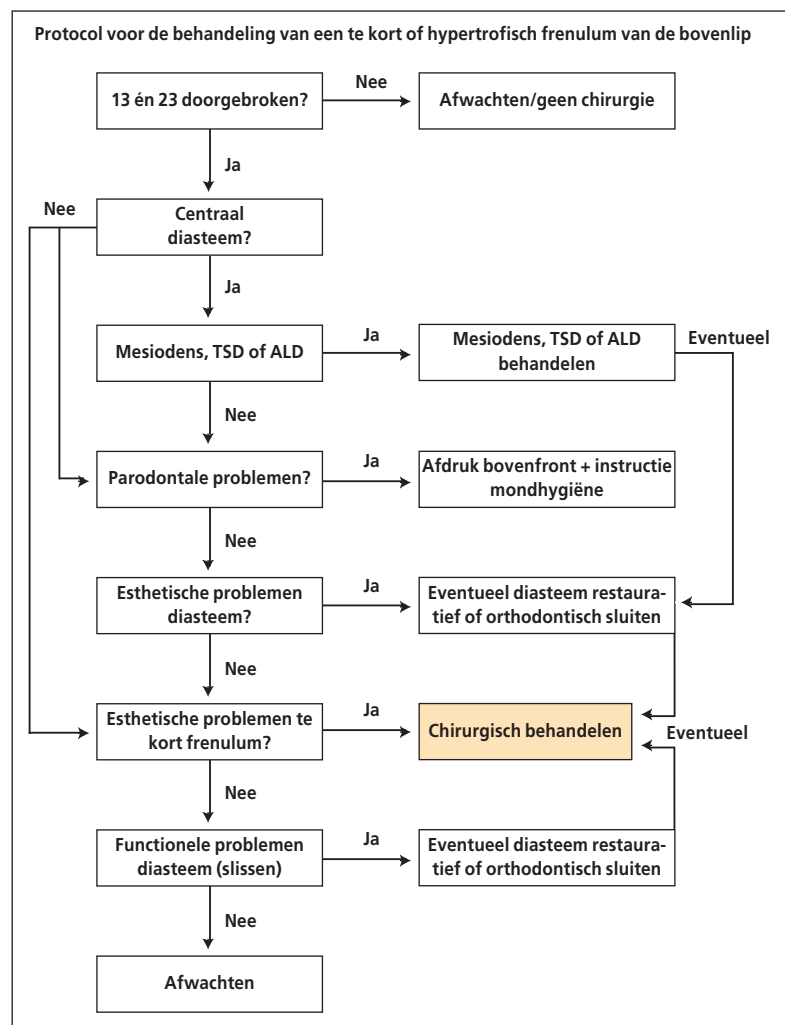 Protocol voor de behandeling van een te kort of hypertrofisch frenulum van de bovenlip
13 én 23 doorgebroken?
Nee
Afwachten/geen chirurgie
Ja
Nee
Centraal
diasteem?
Ja
Mesiodens, TSD of ALD
Ja
Mesiodens, TSD of ALD
behandelen
Eventueel
Nee
Parodontale problemen?
Ja
Afdruk bovenfront + instructie
mondhygiëne
Nee
Esthetische problemen
diasteem?
Ja
Eventueel diasteem restaura-
tief of orthodontisch sluiten
Nee
Esthetische problemen te
kort frenulum?
Ja
Chirurgisch behandelen
Eventueel
Nee
Functionele problemen
diasteem (slissen)
Ja
Eventueel diasteem restaura-
tief of orthodontisch sluiten
Nee
Afwachten